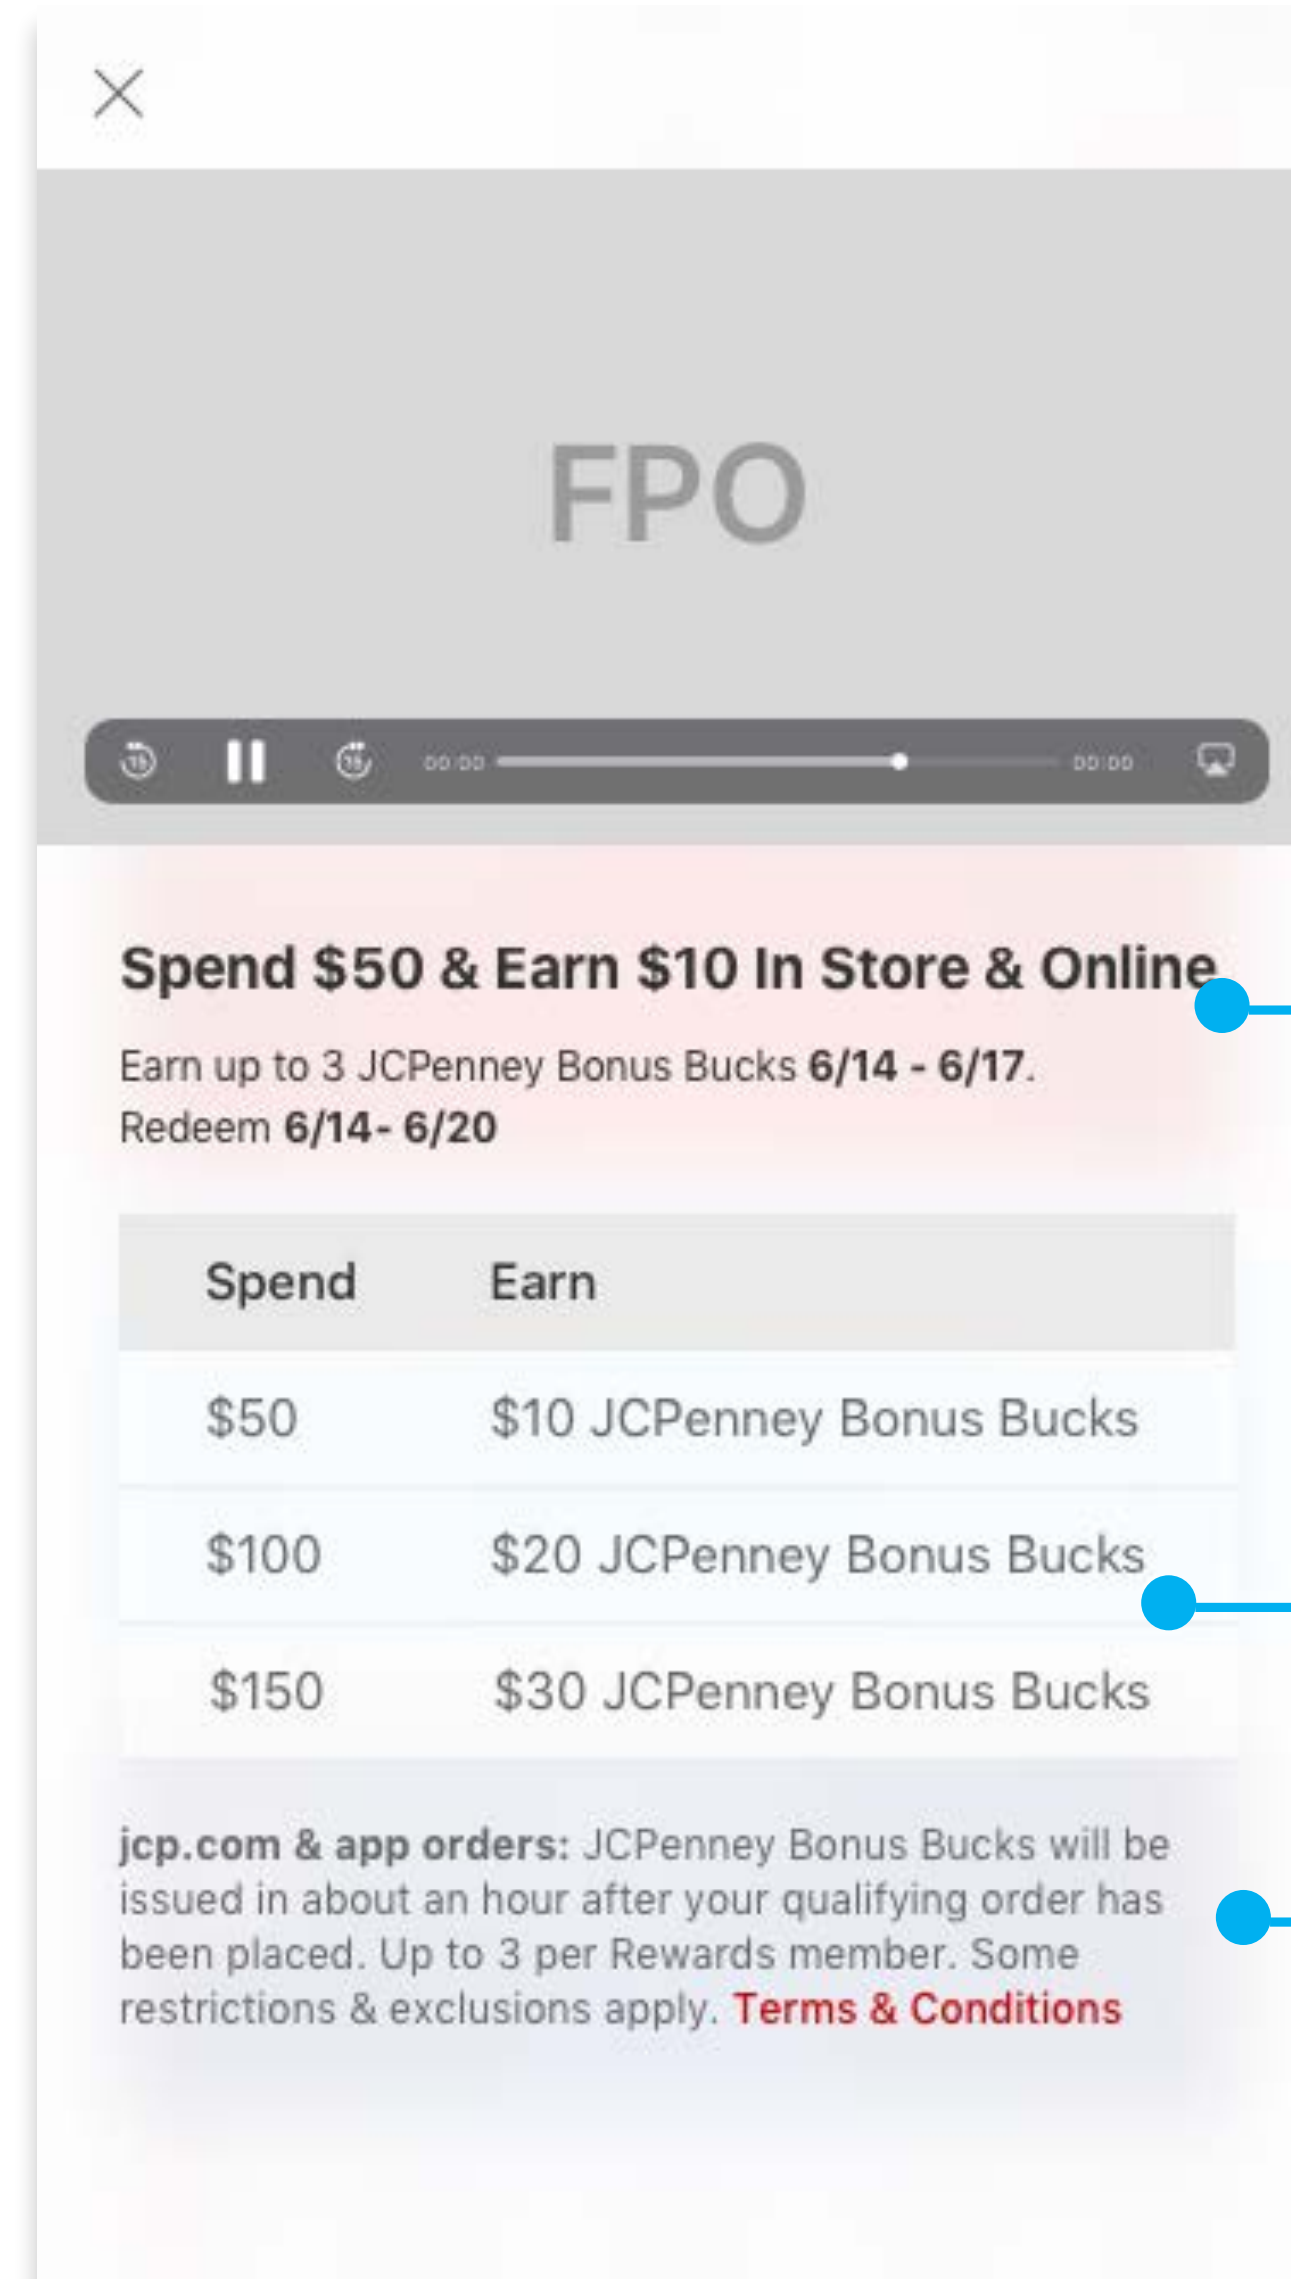 FPO
15 15 00:00 00:00
Spend $50 & Earn $10 In Store & Online
Earn up to 3 JCPenney Bonus Bucks 6/14 - 6/17.
Redeem 6/14- 6/20
Spend Earn
$50 $10 JCPenney Bonus Bucks
$100 $20 JCPenney Bonus Bucks
$150 $30 JCPenney Bonus Bucks
jcp.com & app orders: JCPenney Bonus Bucks will be
issued in about an hour after your qualifying order has
been placed. Up to 3 per Rewards member. Some
restrictions & exclusions apply. Terms & Conditions